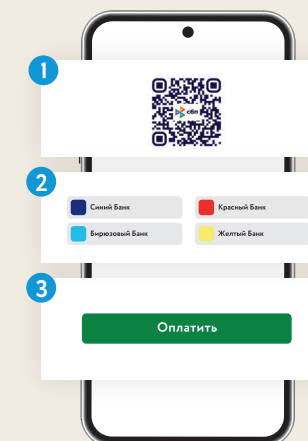 1
сбп
2
Синий Банк
Красный Банк
Бирюзовый Банк
Желтый Банк
3
Оплатить